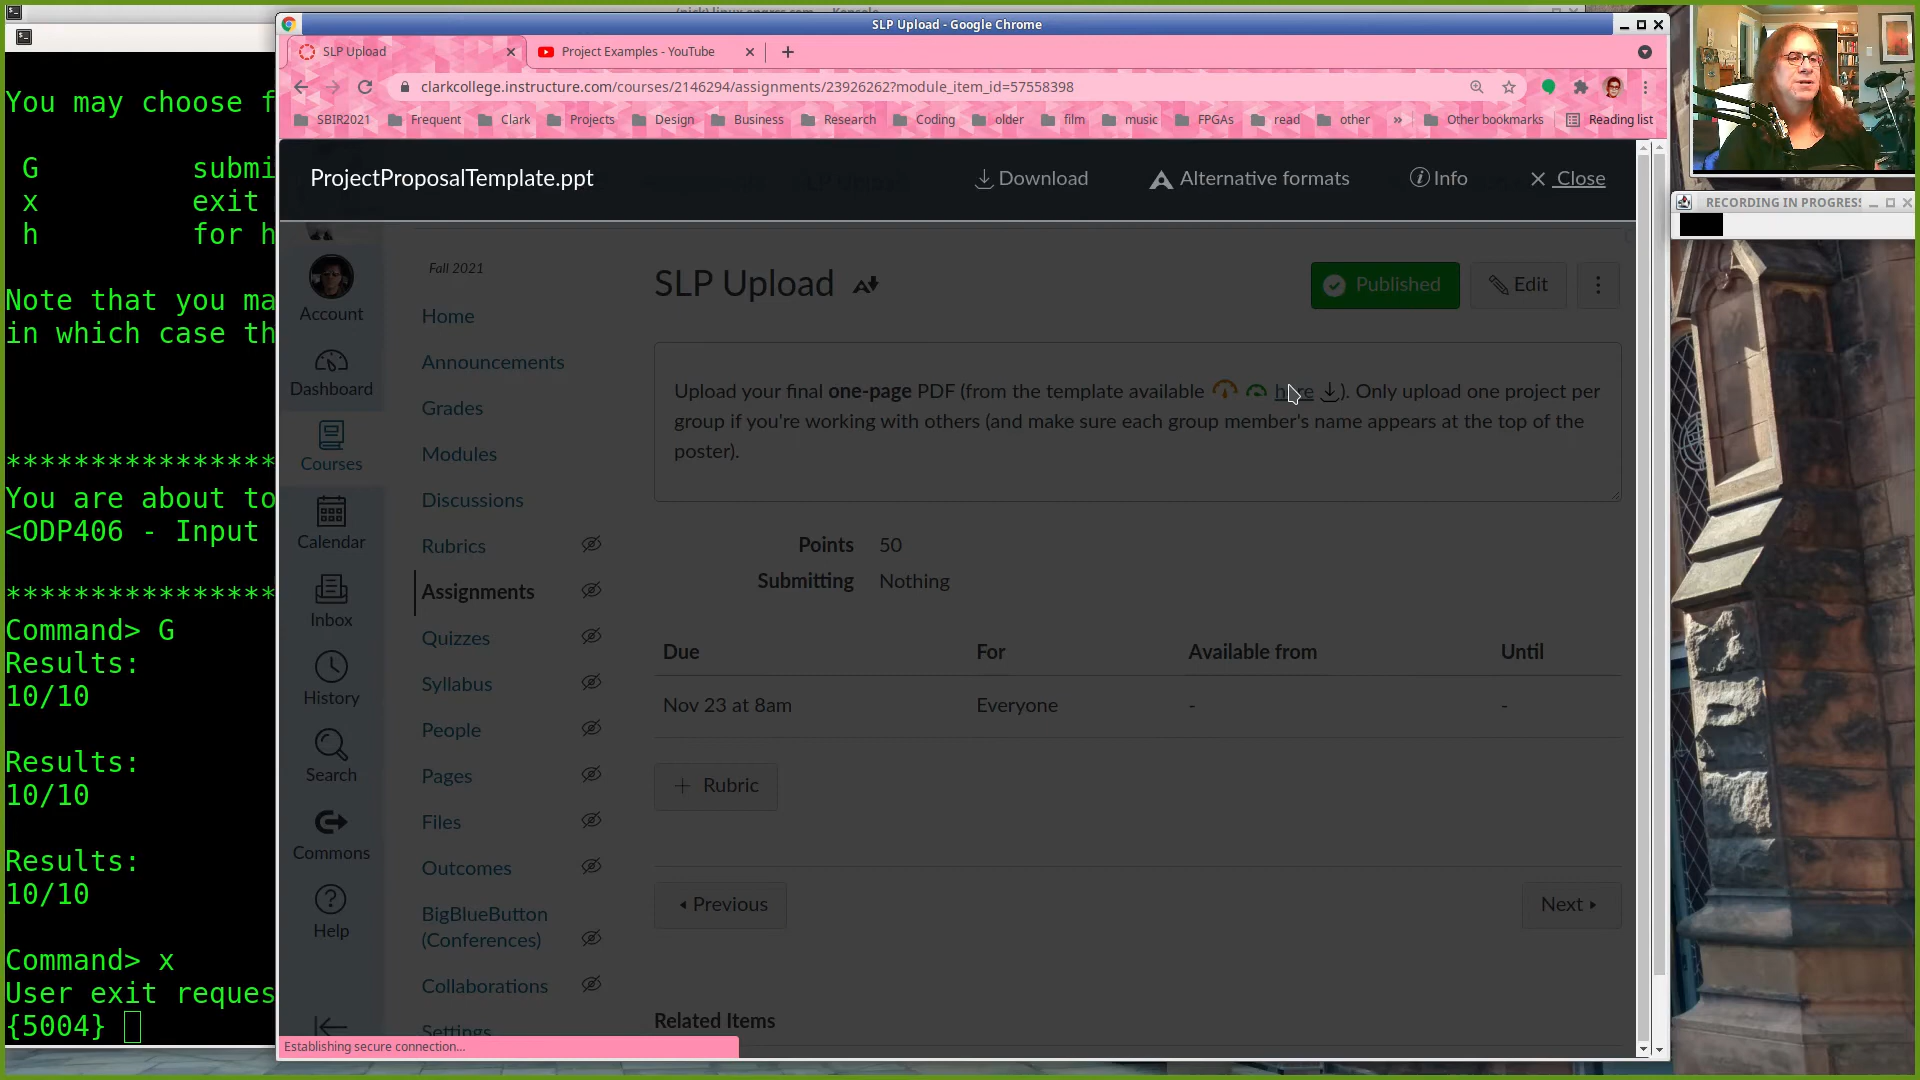 SLP Upload - Google Chrome
SLP Upload
Project Examples - YouTube
clarkcollege.instructure.com/courses/2146294/assignments/23926262?module_item_id=57558398
SBIR2021 Frequent Clark Projects Design Business Research Coding older film music FPGAs read other » Other bookmarks Reading list
RECORDING IN PROGRESS
ProjectProposalTemplate.ppt
Download
Alternative formats
Info
Close
You may choose f
G submi
x exit
h for h
Note that you ma
in which case th
****************
You are about to
<ODP406 - Input
****************
Command> G
Results:
10/10
Results:
10/10
Results:
10/10
Command> x
User exit reques
{5004}
Account
Dashboard
Courses
Calendar
Inbox
History
Search
Commons
Help
Fall 2021
Home
Announcements
Grades
Modules
Discussions
Rubrics
Assignments
Quizzes
Syllabus
People
Pages
Files
Outcomes
BigBlueButton
(Conferences)
Collaborations
Settings
SLP Upload
Published
Edit
Upload your final one-page PDF (from the template available here ). Only upload one project per
group if you're working with others (and make sure each group member's name appears at the top of the
poster).
Points 50
Submitting Nothing
Due For Available from Until
Nov 23 at 8am Everyone - -
+ Rubric
Previous
Next
Related Items
Establishing secure connection...